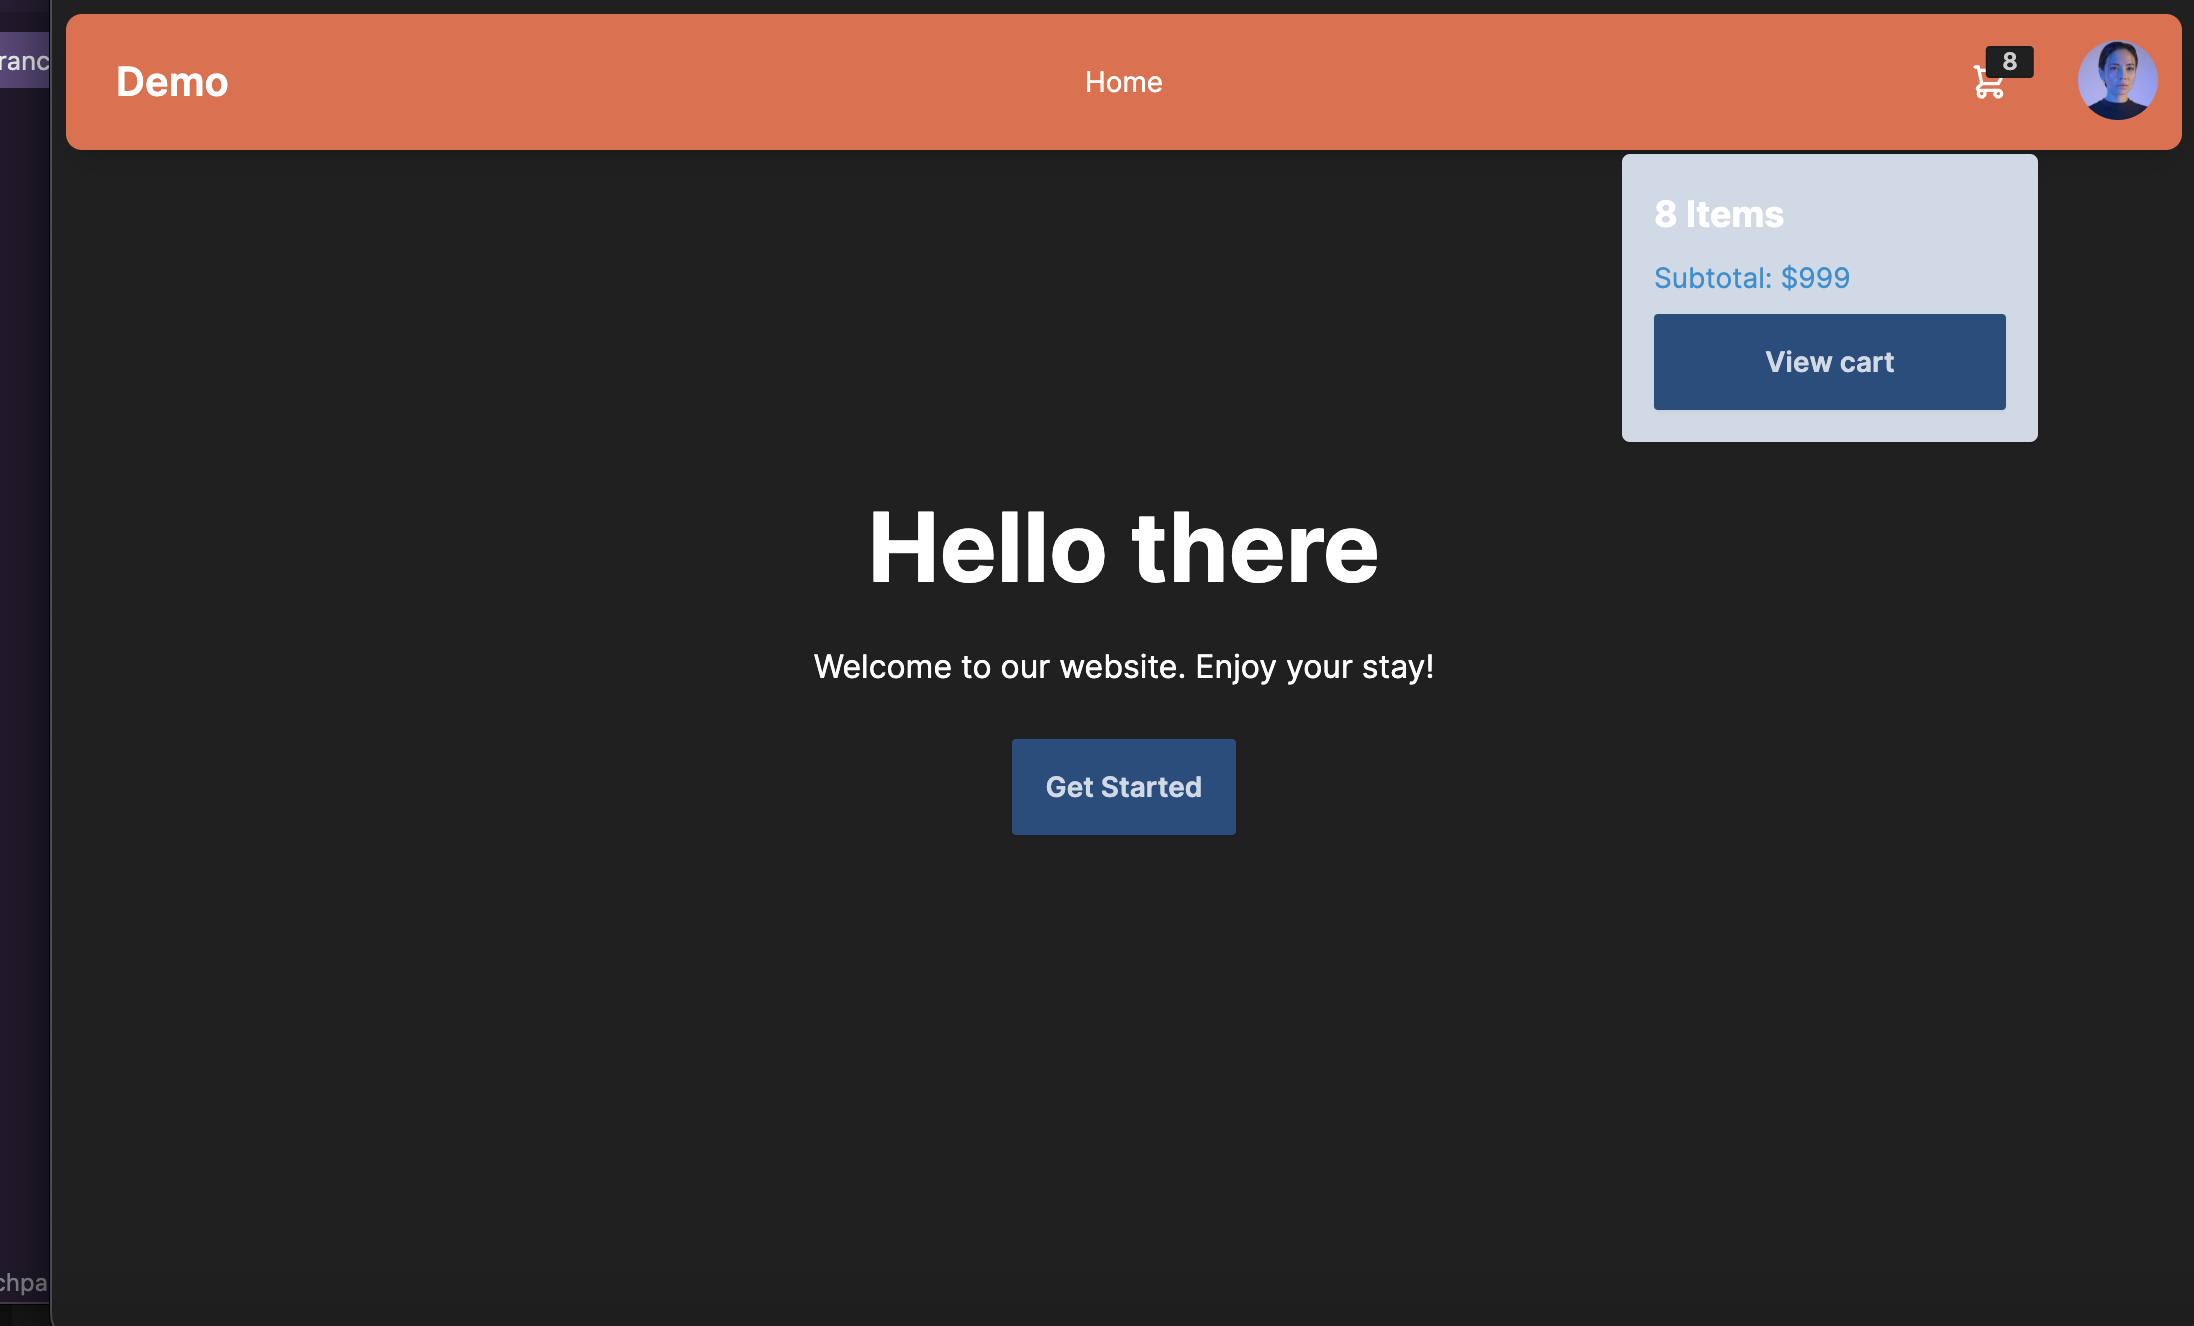 ranc
Demo
Home
8
8 Items
Subtotal: $999
View cart
Hello there
Welcome to our website. Enjoy your stay!
Get Started
chpa